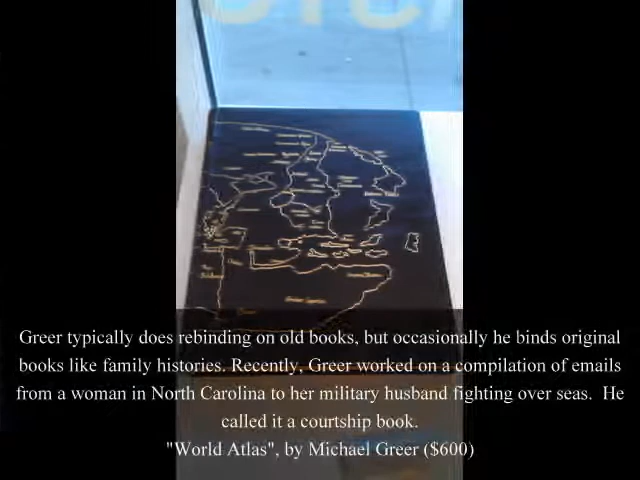 Greer typically does rebinding on old books, but occasionally he binds original
books like family histories. Recently, Greer worked on a compilation of emails
from a woman in North Carolina to her military husband fighting over seas.  He
called it a courtship book.
"World Atlas", by Michael Greer ($600)